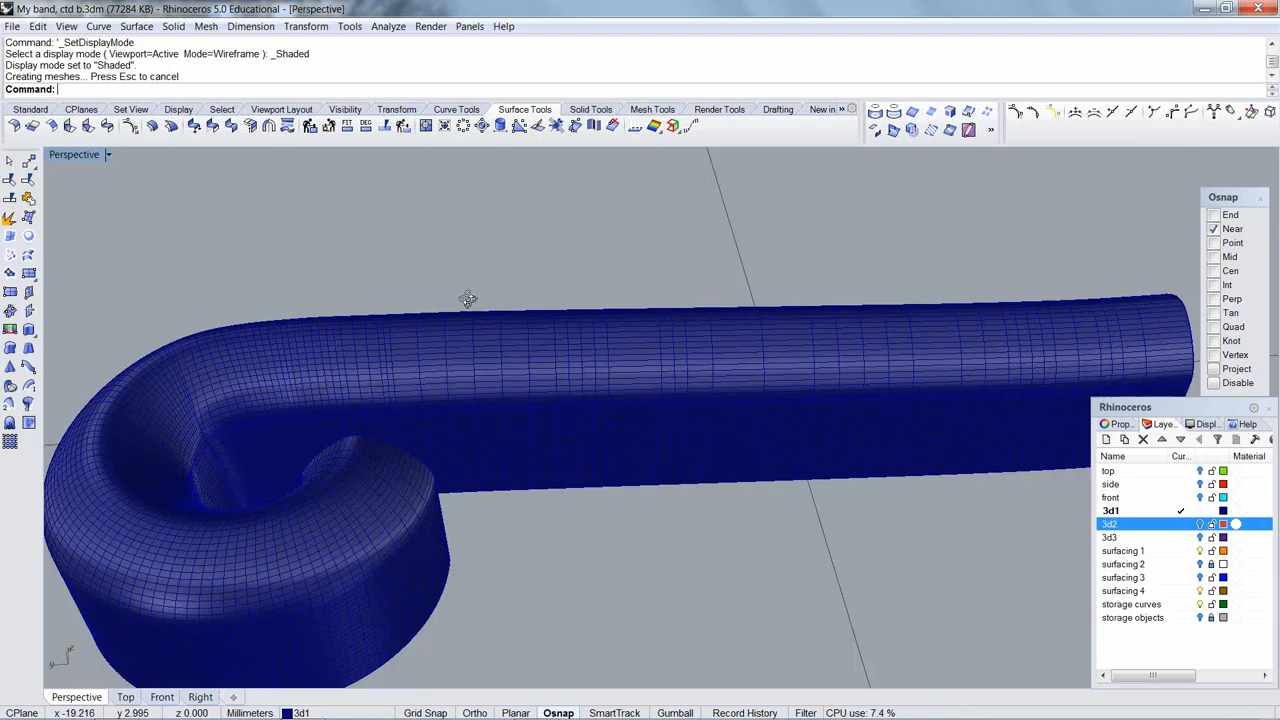 My band, ctd b.3dm (77284 KB) - Rhinoceros 5.0 Educational - [Perspective]
File Edit View Curve Surface Solid Mesh Dimension Transform Tools Analyze Render Panels Help
Command: '_SetDisplayMode
Select a display mode ( Viewport=Active Mode=Wireframe ): _Shaded
Display mode set to "Shaded".
Creating meshes... Press Esc to cancel
Command:
Standard CPlanes Set View Display Select Viewport Layout Visibility Transform Curve Tools Surface Tools Solid Tools Mesh Tools Render Tools Drafting New in »
FIT DEG
Perspective
Osnap
End
Near
Point
Mid
Cen
Int
Perp
Tan
Quad
Knot
Vertex
Project
Disable
Rhinoceros
Prop... Laye... Displ... Help
Name Cur... Material
top
side
front
3d1
3d2
3d3
surfacing 1
surfacing 2
surfacing 3
surfacing 4
storage curves
storage objects
y z
Perspective Top Front Right
CPlane x -19.216 y 2.995 z 0.000 Millimeters 3d1 Grid Snap Ortho Planar Osnap SmartTrack Gumball Record History Filter CPU use: 7.4 %